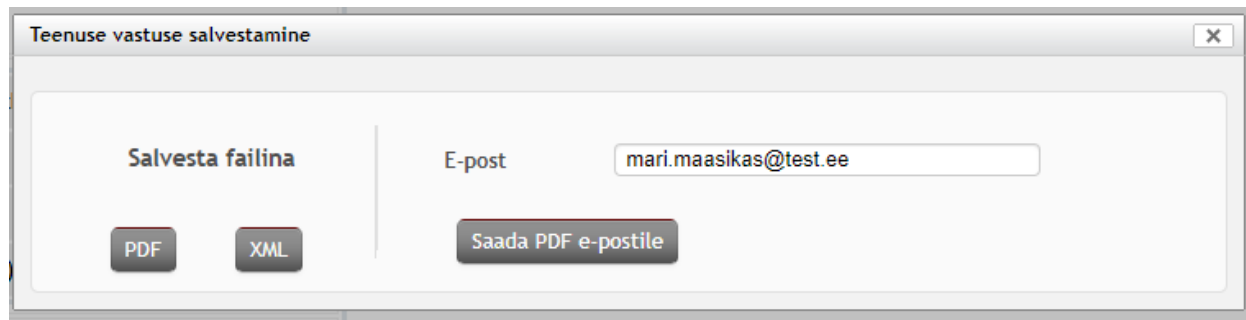 Teenuse vastuse salvestamine
Salvesta failina
E-post mari.maasikas@test.ee
PDF XML
Saada PDF e-postile